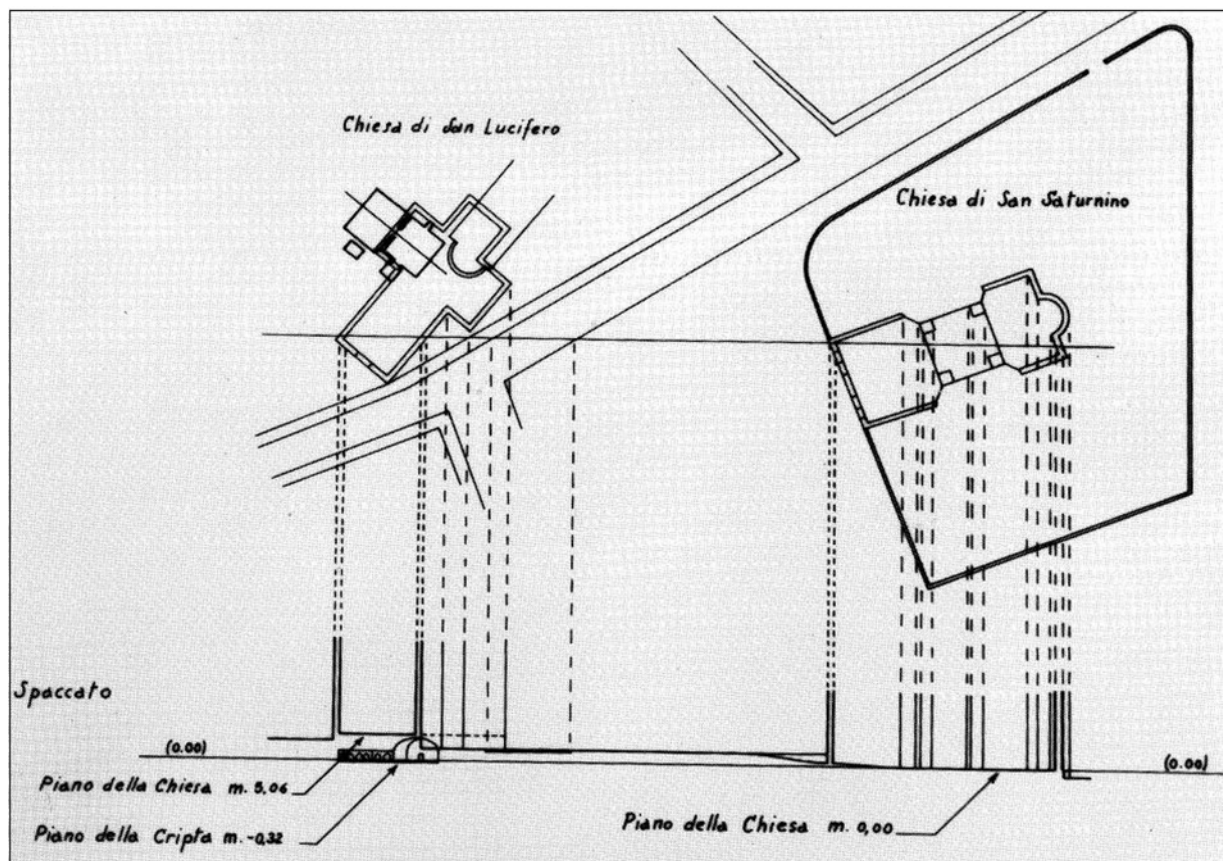 Chiesa di San Lucifero
Chiesa di San Saturnino
Spaccato
(0.00)
(0.00)
Piano della Chiesa m. 5,06
Piano della Cripta m. -0,32
Piano della Chiesa m. 0,00